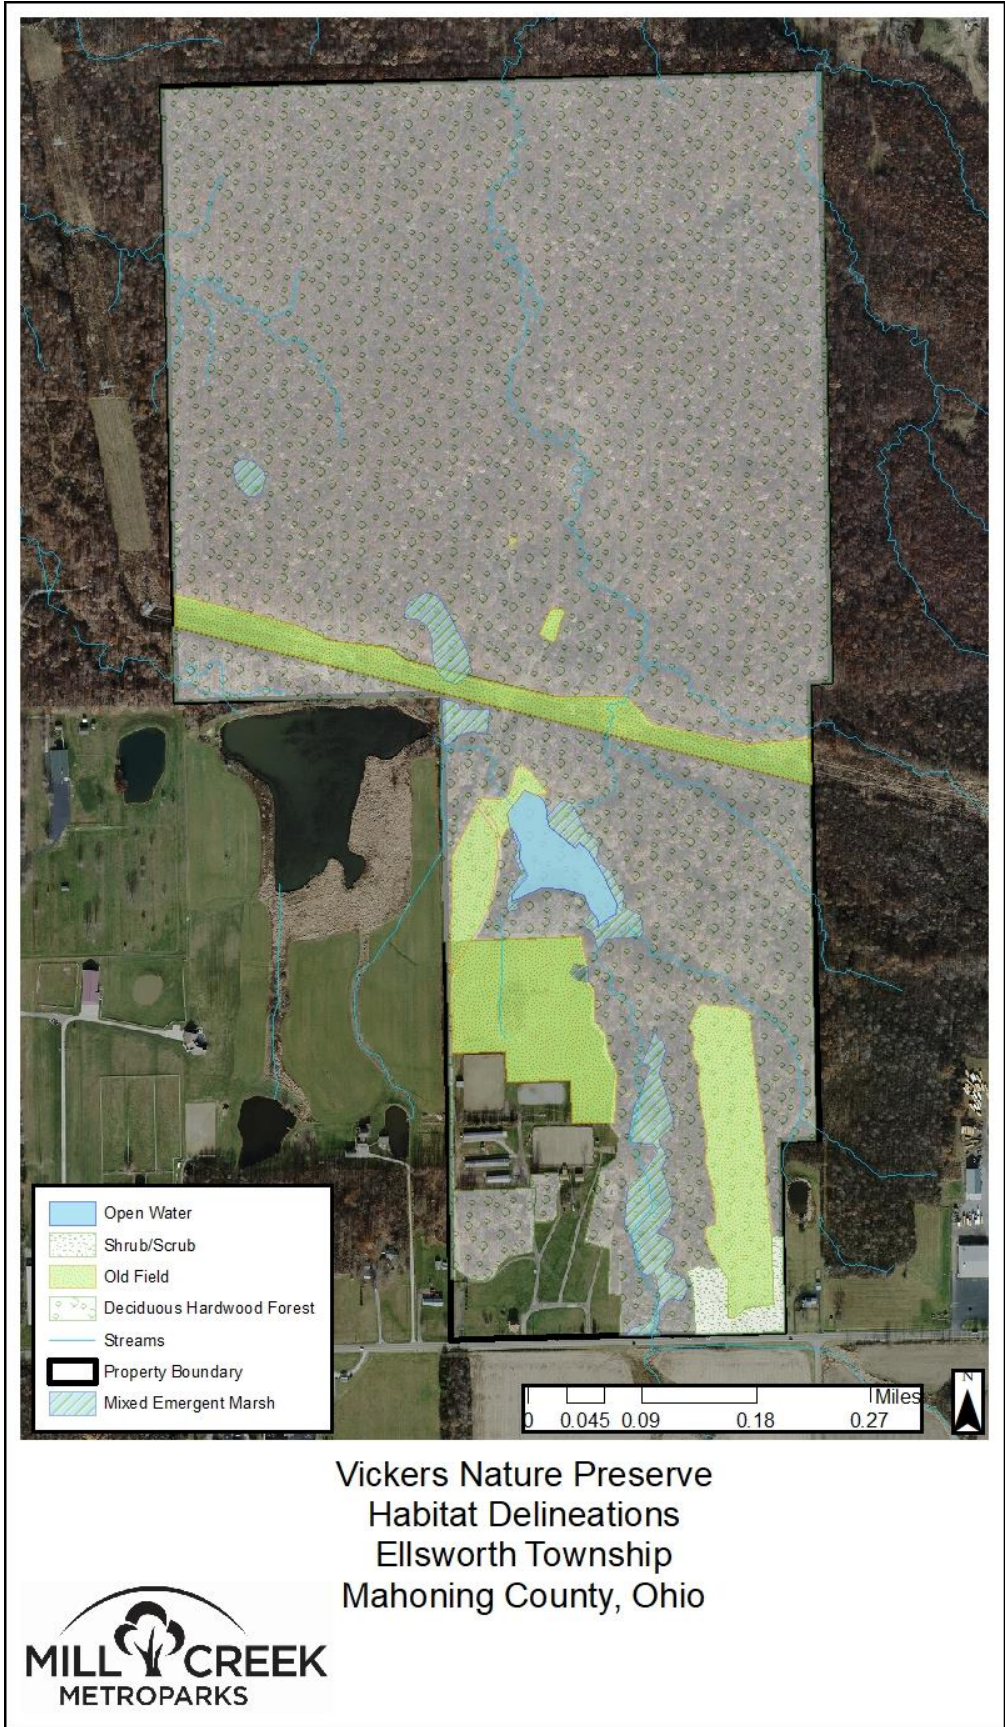 Open Water
Shrub/Scrub
Old Field
Deciduous Hardwood Forest
Streams
Property Boundary
Mixed Emergent Marsh
N
Miles
0 0.045 0.09 0.18 0.27
Vickers Nature Preserve
Habitat Delineations
Ellsworth Township
Mahoning County, Ohio
MILL CREEK
METROPARKS